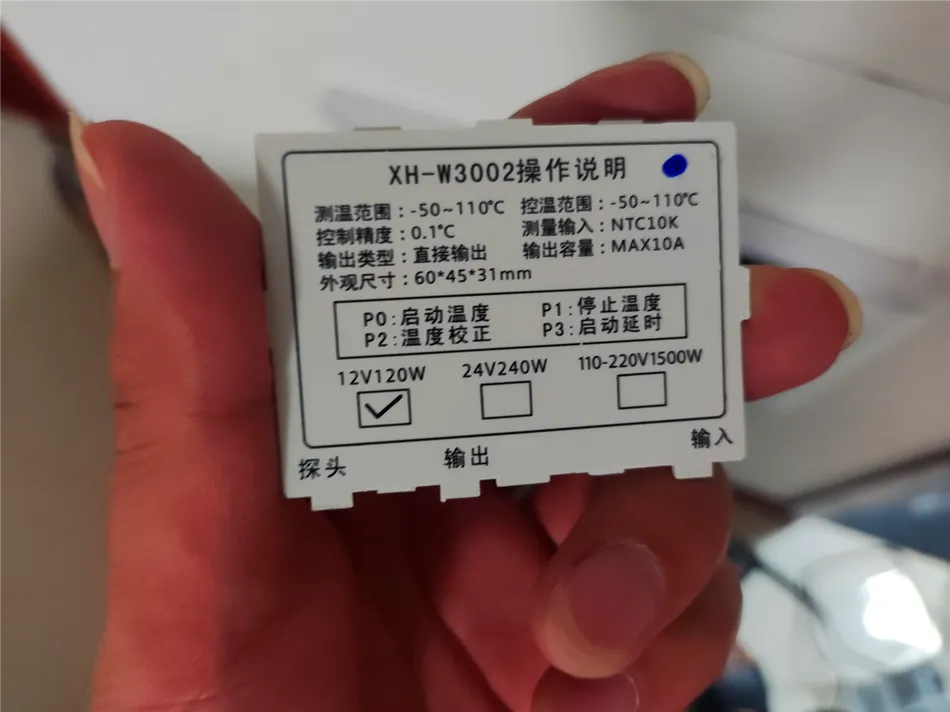 XH-W3002操作说明
测温范围：-50~110℃ 控温范围：-50~110℃
控制精度：0.1℃ 测量输入：NTC10K
输出类型：直接输出 输出容量：MAX10A
外观尺寸：60*45*31mm
P0：启动温度 P1：停止温度
P2：温度校正 P3：启动延时
12V120W 24V240W 110-220V1500W
探头 输出 输入